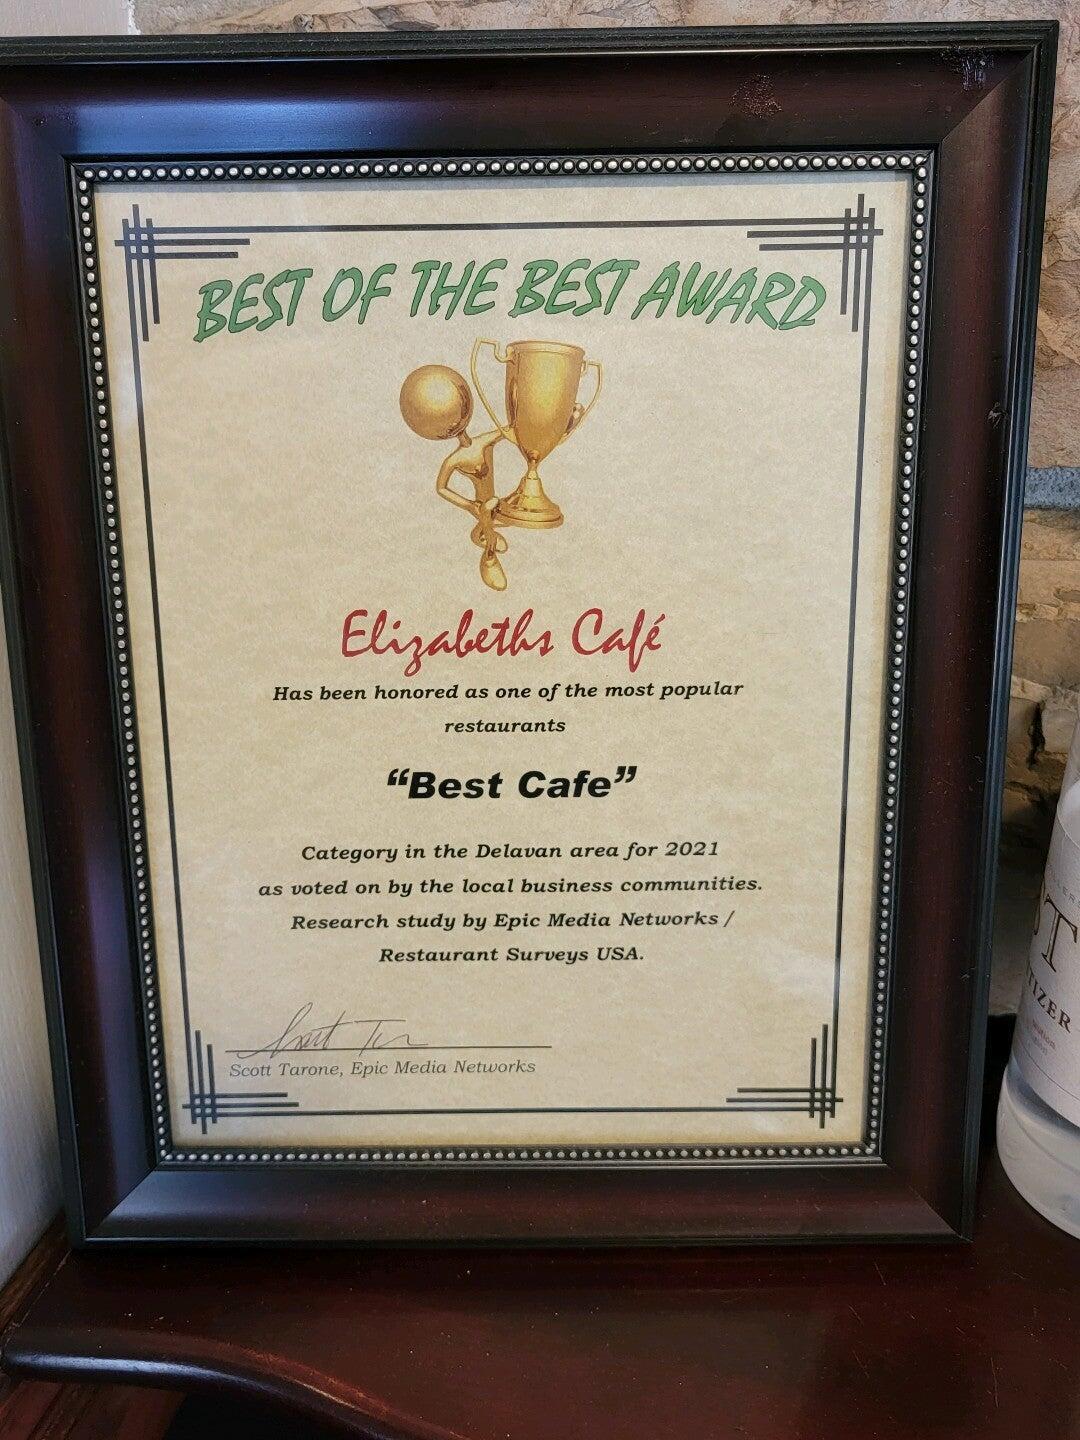 BEST OF THE BEST AWARD
Elizabeths Café
Has been honored as one of the most popular
restaurants
“Best Cafe”
Category in the Delavan area for 2021
as voted on by the local business communities.
Research study by Epic Media Networks /
Restaurant Surveys USA.
Scott Tarone, Epic Media Networks